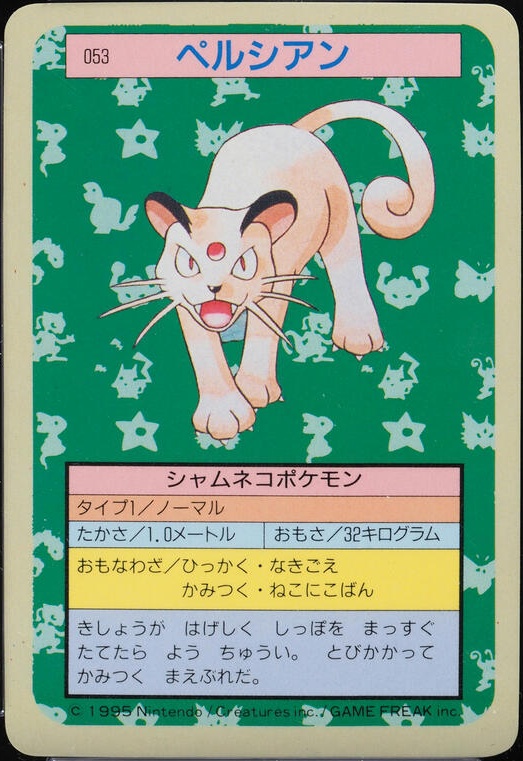 053
ペルシアン
シャムネコポケモン
タイプ1/ノーマル
たかさ/1.0メートル
おもさ/32キログラム
おもなわざ/ひっかく・なきごえ
かみつく・ねこにこばん
きしょうが はげしく しっぽを まっすぐ
たてたら よう ちゅうい。 とびかかって
かみつく まえぶれだ。
© 1995 Nintendo/Creatures inc./GAME FREAK inc.